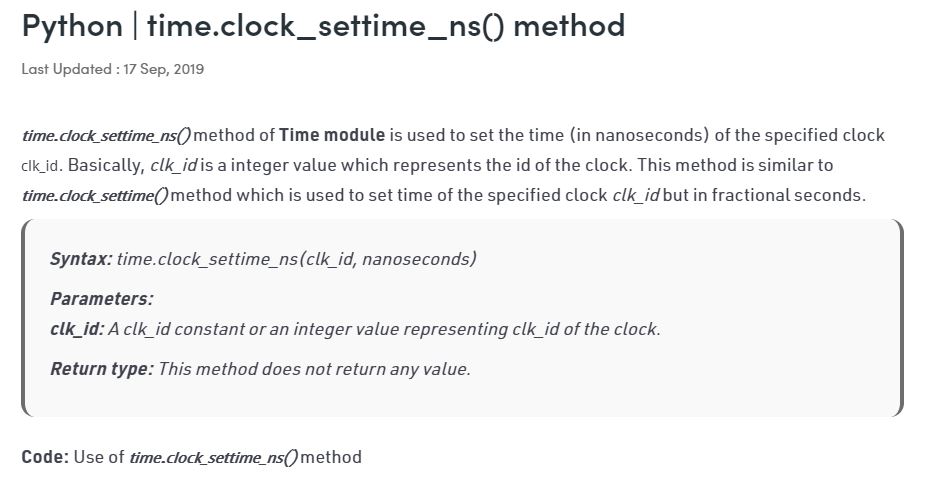 Python | time.clock_settime_ns() method
Last Updated : 17 Sep, 2019
time.clock_settime_ns() method of Time module is used to set the time (in nanoseconds) of the specified clock
clk_id. Basically, clk_id is a integer value which represents the id of the clock. This method is similar to
time.clock_settime() method which is used to set time of the specified clock clk_id but in fractional seconds.
Syntax: time.clock_settime_ns(clk_id, nanoseconds)
Parameters:
clk_id: A clk_id constant or an integer value representing clk_id of the clock.
Return type: This method does not return any value.
Code: Use of time.clock_settime_ns() method